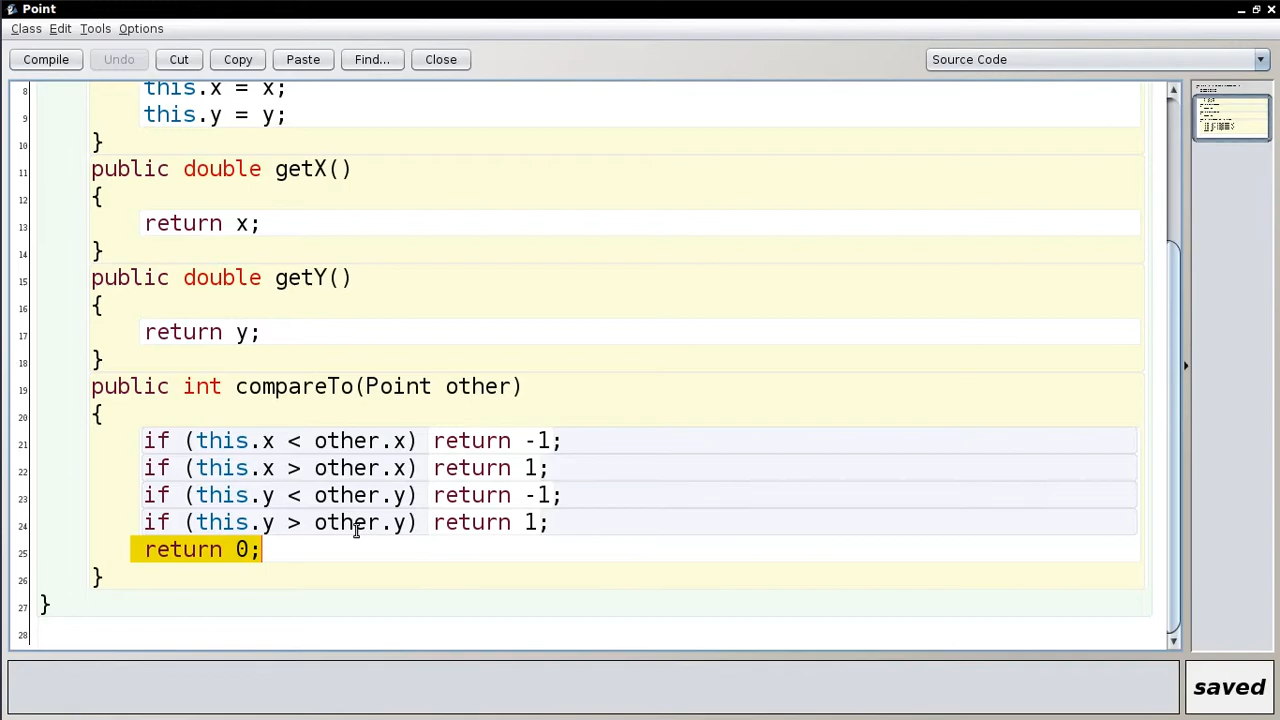 Point
Class Edit Tools Options
Compile Undo Cut Copy Paste Find... Close Source Code
8 this.x = x;
9 this.y = y;
10 }
11 public double getX()
12 {
13 return x;
14 }
15 public double getY()
16 {
17 return y;
18 }
19 public int compareTo(Point other)
20 {
21 if (this.x < other.x) return -1;
22 if (this.x > other.x) return 1;
23 if (this.y < other.y) return -1;
24 if (this.y > other.y) return 1;
25 return 0;
26 }
27 }
28
saved